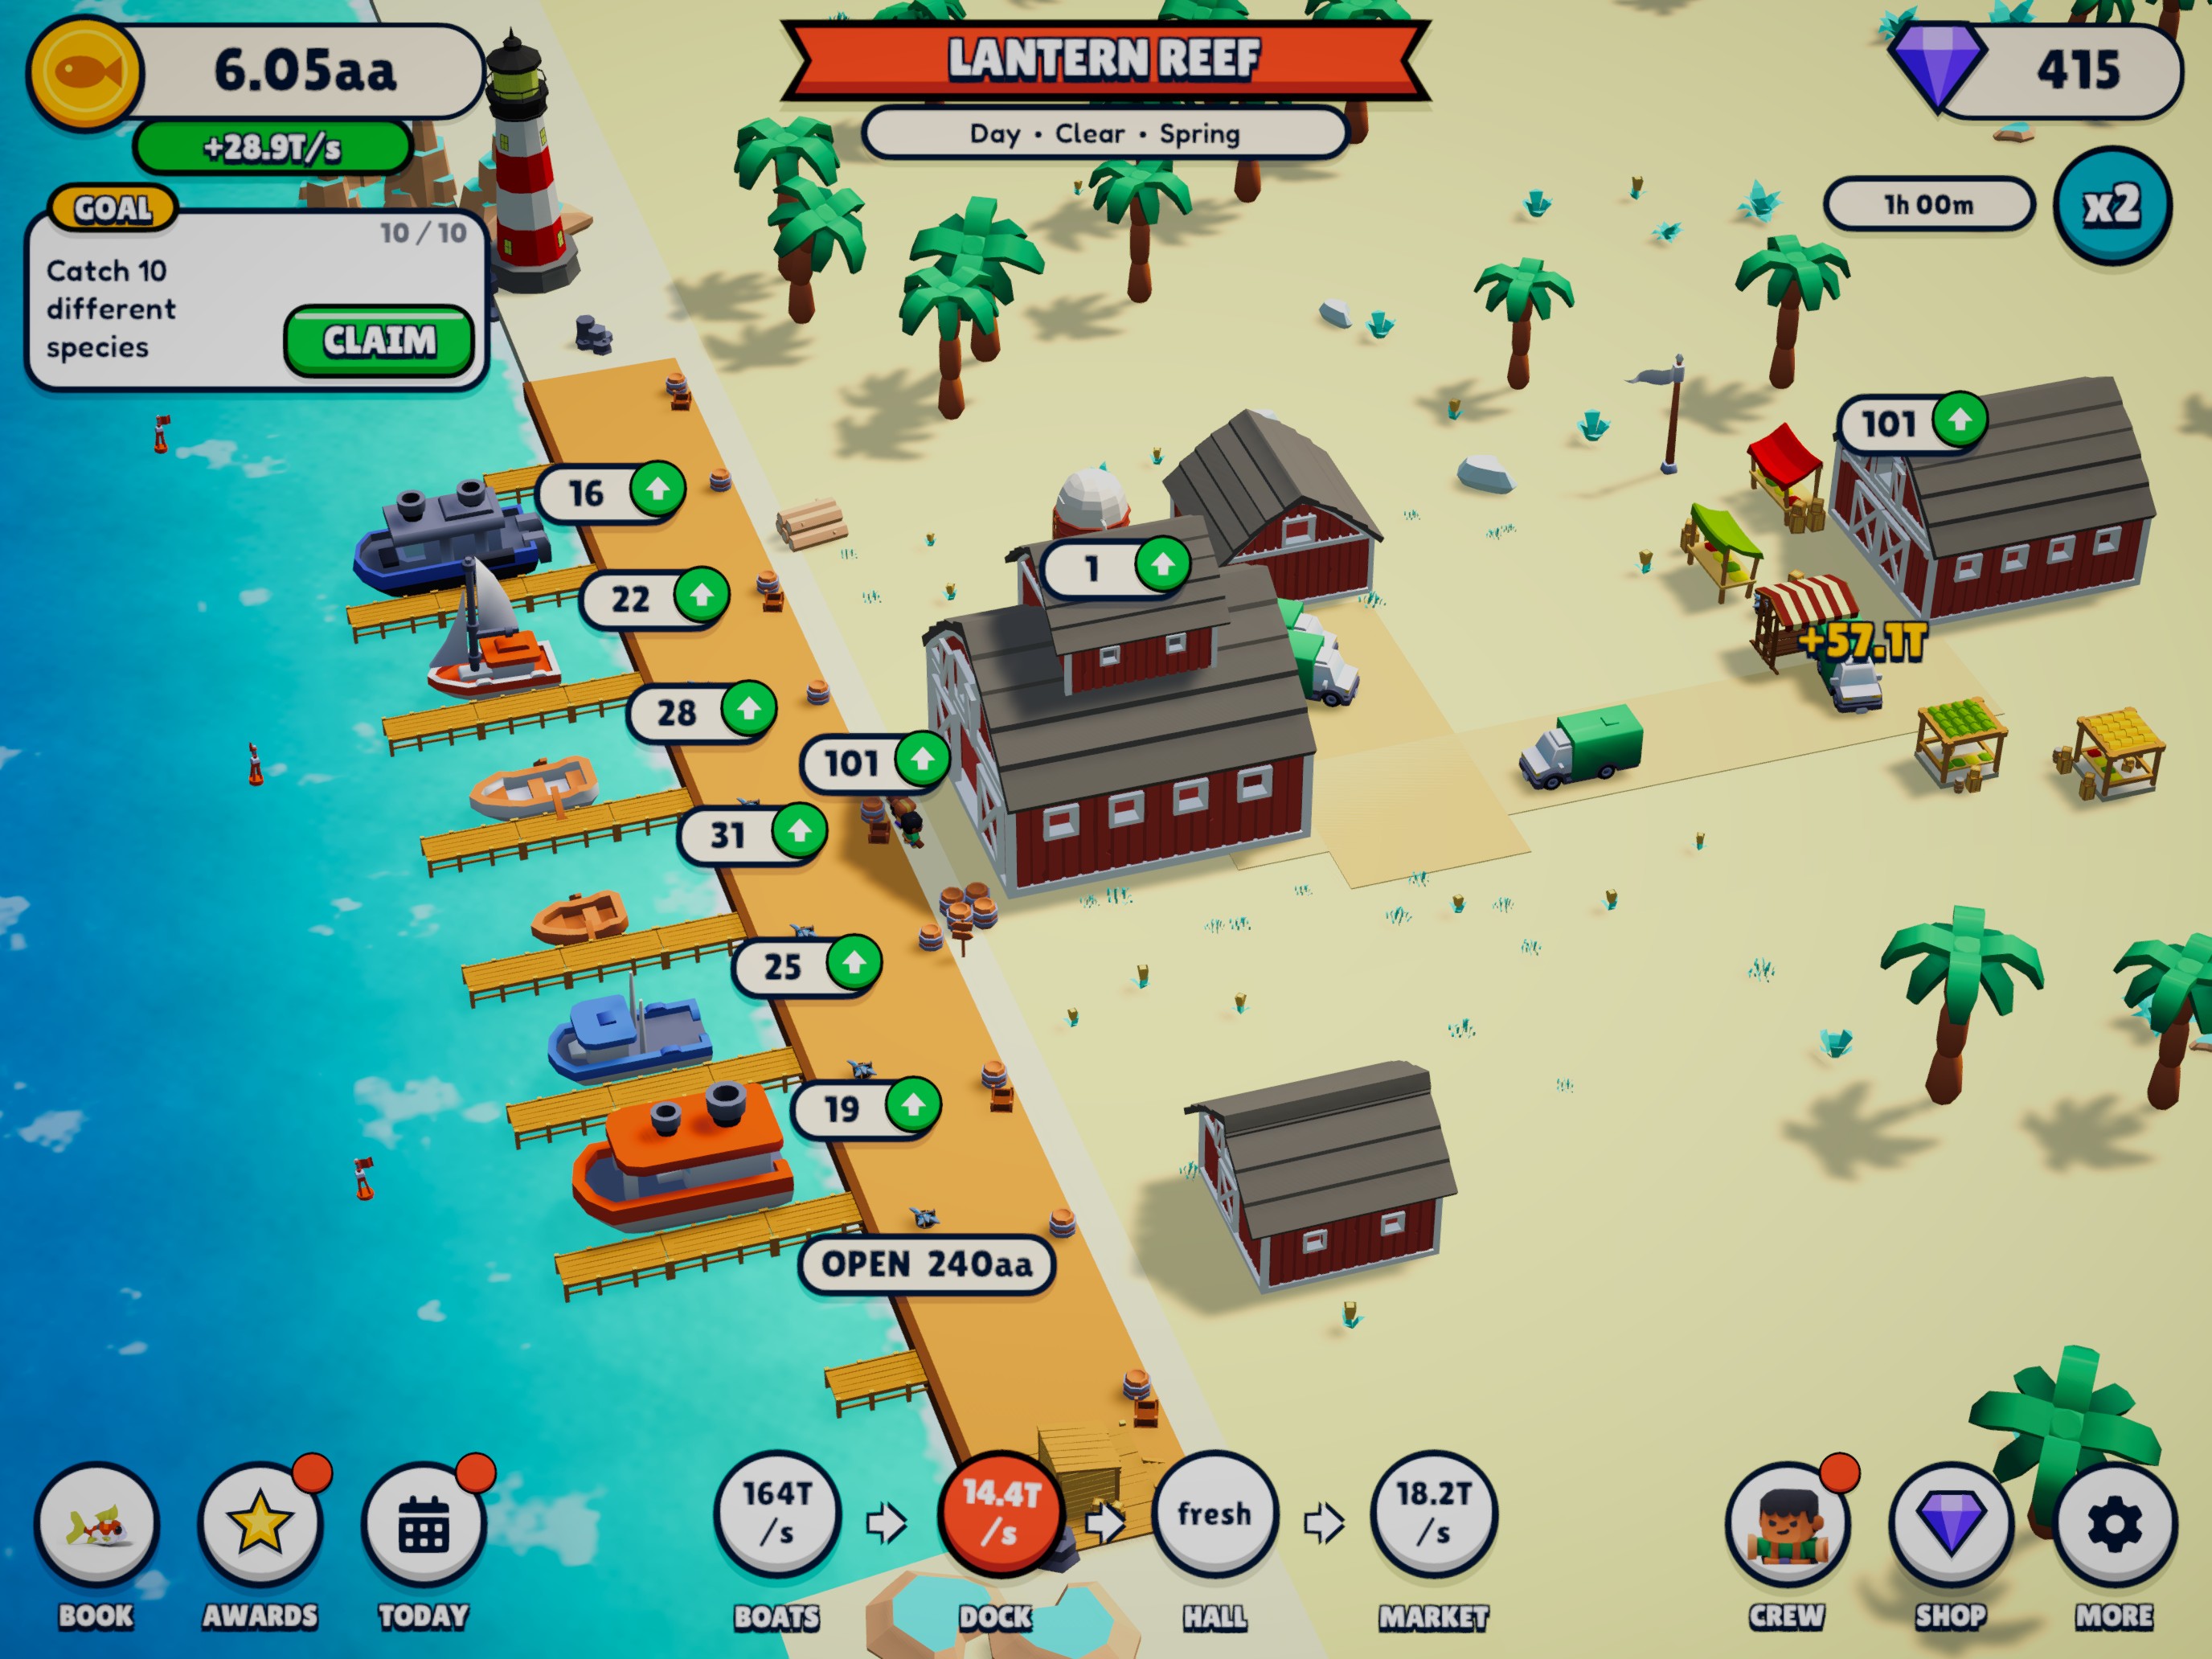 6.05aa
+28.9T/s
LANTERN REEF
Day • Clear • Spring
415
1h 00m
x2
GOAL
10 / 10
Catch 10
different
species
CLAIM
101
16
1
22
+57.1T
28
101
31
25
19
OPEN 240aa
164T
/s
14.4T
/s
fresh
18.2T
/s
BOOK
AWARDS
TODAY
BOATS
DOCK
HALL
MARKET
CREW
SHOP
MORE